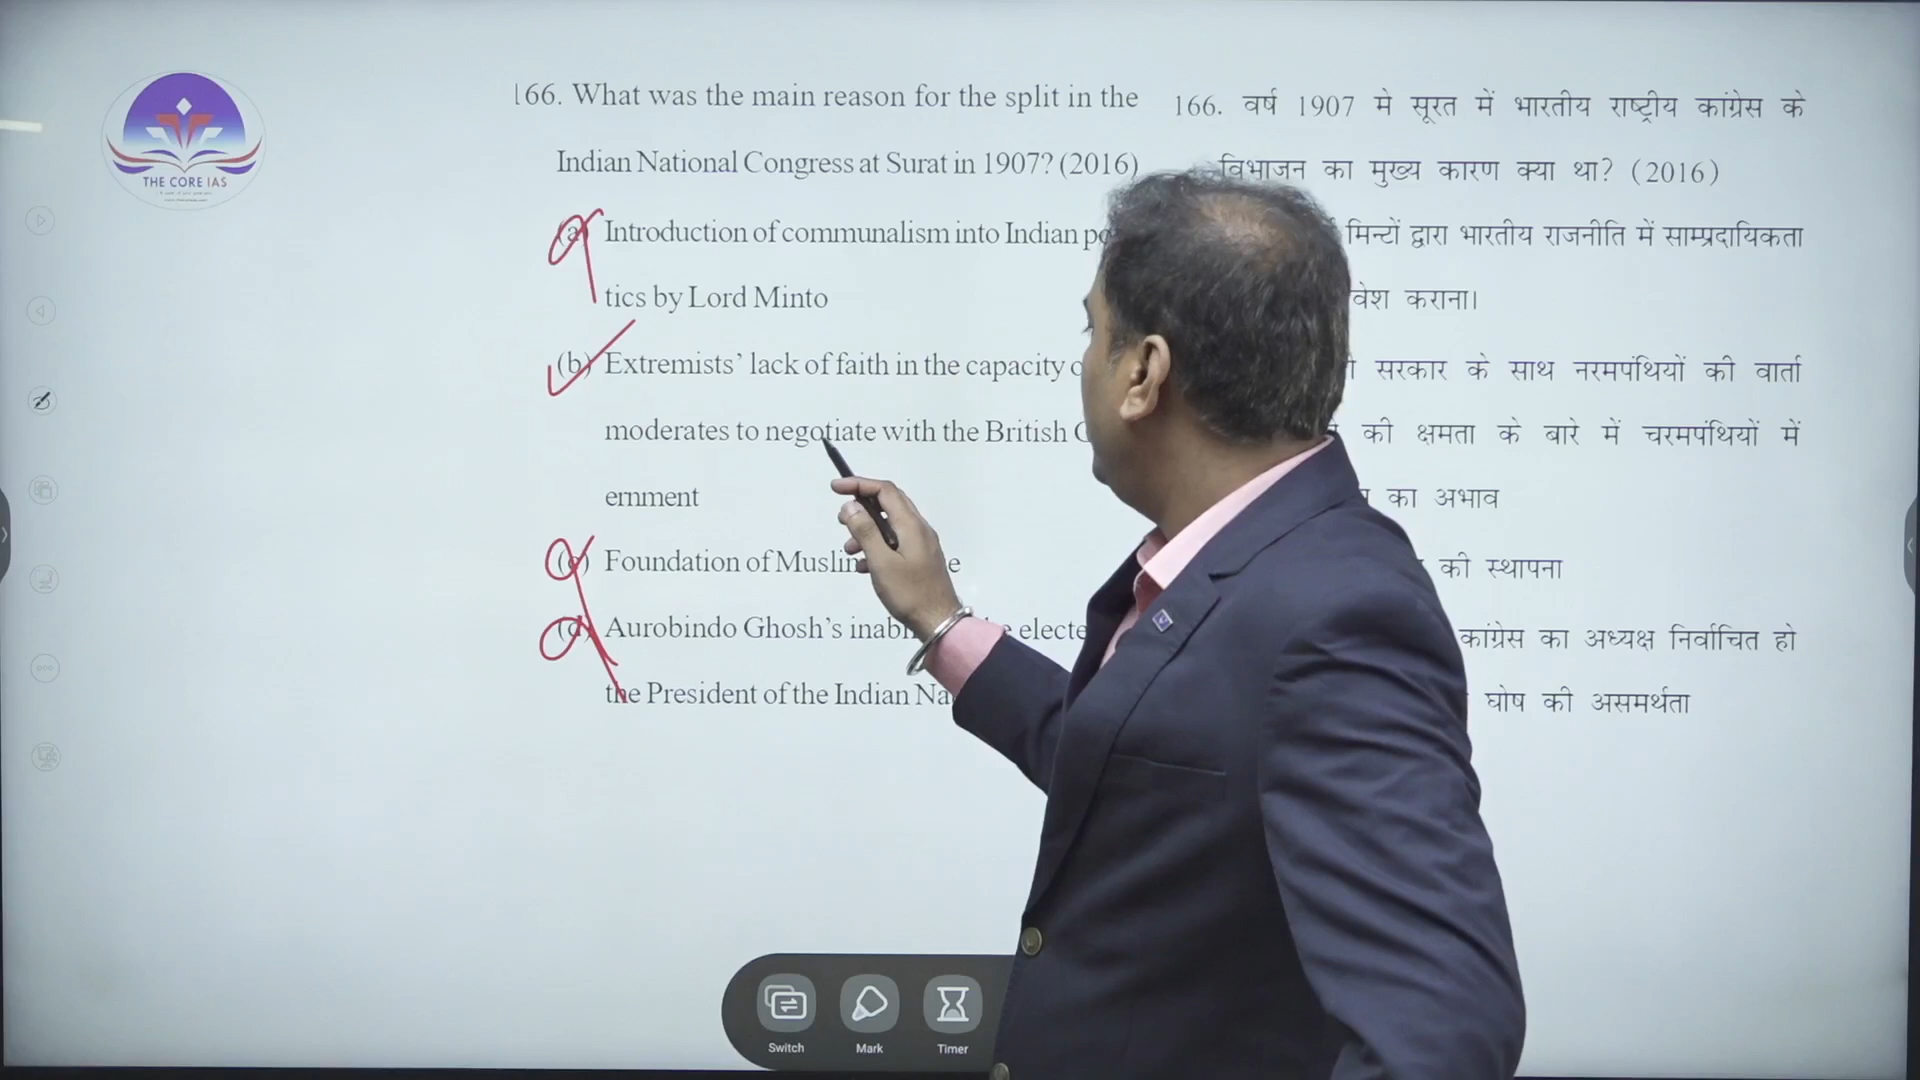 THE CORE IAS
166. What was the main reason for the split in the
Indian National Congress at Surat in 1907? (2016)
(a) Introduction of communalism into Indian
tics by Lord Minto
(b) Extremists' lack of faith in the capacity
moderates to negotiate with the British
ernment
(c) Foundation of
(d) Aurobindo Ghosh's
the President of the Indian
166. वर्ष 1907 मे सूरत में भारतीय राष्ट्रीय कांग्रेस के
विभाजन का मुख्य कारण क्या था? (2016)
मिन्टों द्वारा भारतीय राजनीति में साम्प्रदायिकता
कराना।
सरकार के साथ नरमपंथियों की वार्ता
की क्षमता के बारे में चरमपंथियों में
का अभाव
की स्थापना
कांग्रेस का अध्यक्ष निर्वाचित हो
घोष की असमर्थता
Switch
Mark
Timer